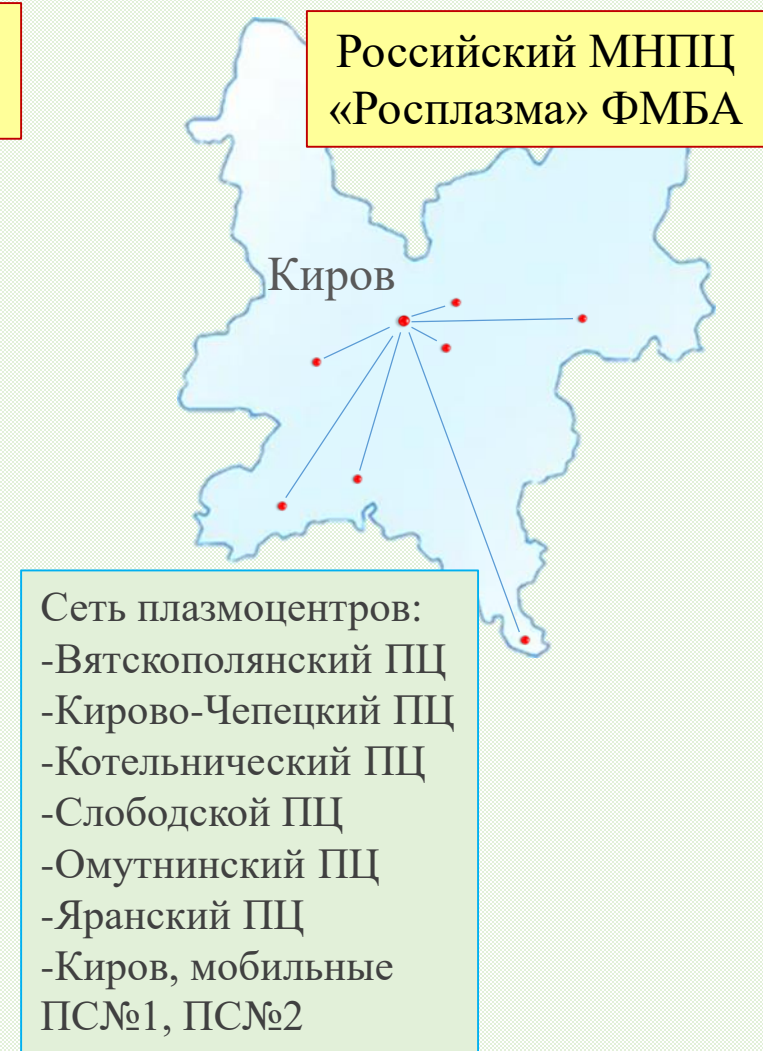 Российский МНПЦ
«Росплазма» ФМБА
Киров
Сеть плазмоцентров:
-Вятскополянский ПЦ
-Кирово-Чепецкий ПЦ
-Котельнический ПЦ
-Слободской ПЦ
-Омутнинский ПЦ
-Яранский ПЦ
-Киров, мобильные
ПС№1, ПС№2